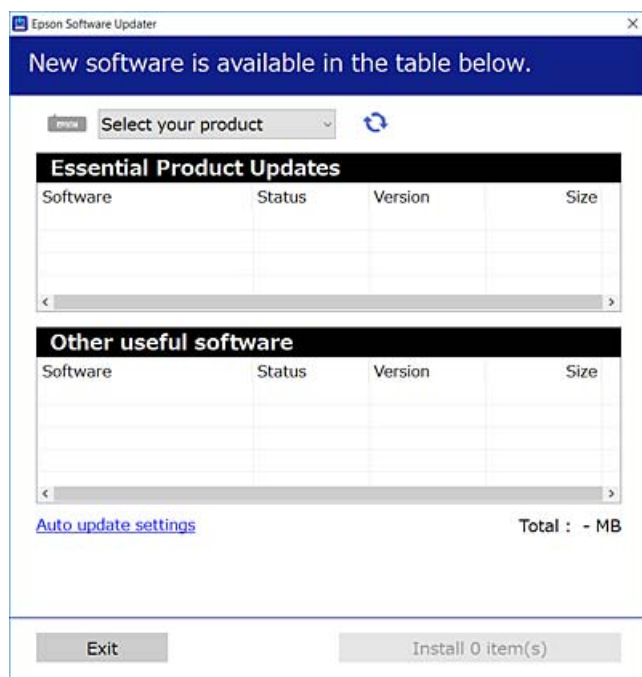 Epson Software Updater
New software is available in the table below.
EPSON Select your product
Essential Product Updates
Software Status Version Size
Other useful software
Software Status Version Size
Auto update settings Total : - MB
Exit Install 0 item(s)